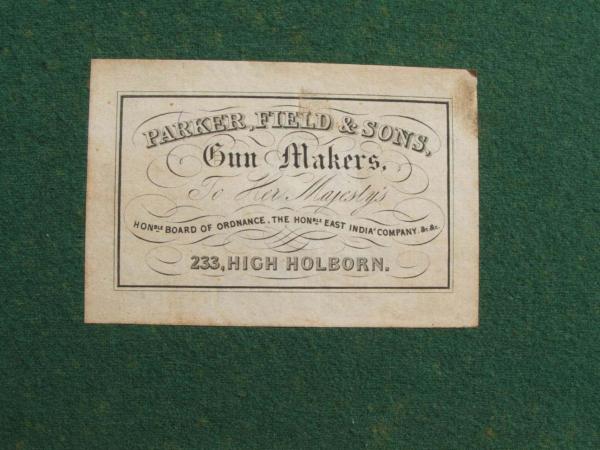 PARKER, FIELD & SONS,
Gun Makers,
To Her Majesty's
HONBLE BOARD OF ORDNANCE, THE HONBLE EAST INDIA COMPANY, &c. &c.
233, HIGH HOLBORN.